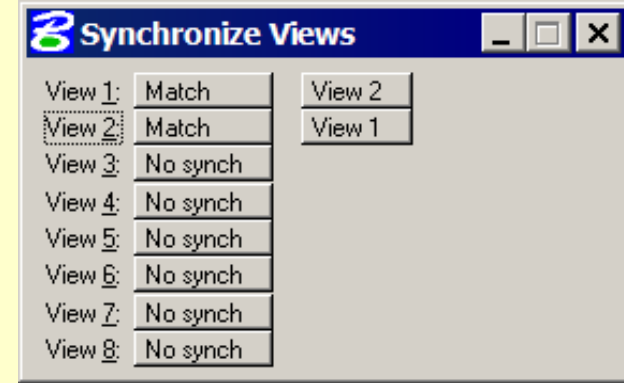 Synchronize Views
View 1: Match View 2
View 2: Match View 1
View 3: No synch
View 4: No synch
View 5: No synch
View 6: No synch
View 7: No synch
View 8: No synch